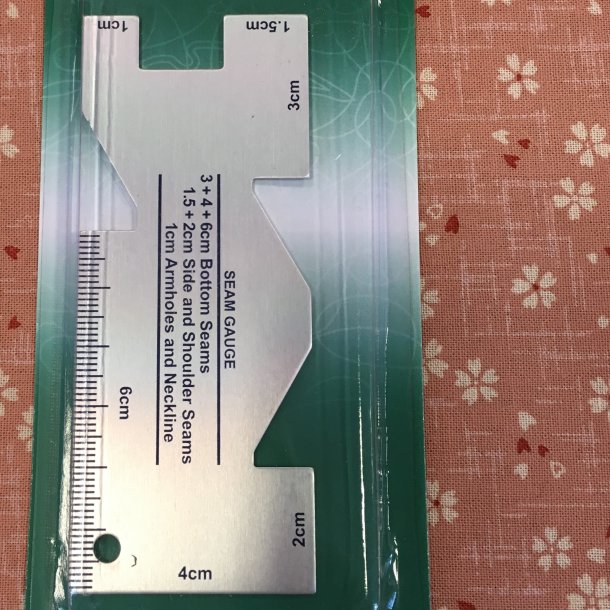 1cm
1.5cm
3cm
SEAM GAUGE
3 + 4 + 6cm Bottom Seams
1.5 + 2cm Side and Shoulder Seams
1cm Armholes and Neckline
6cm
2cm
4cm